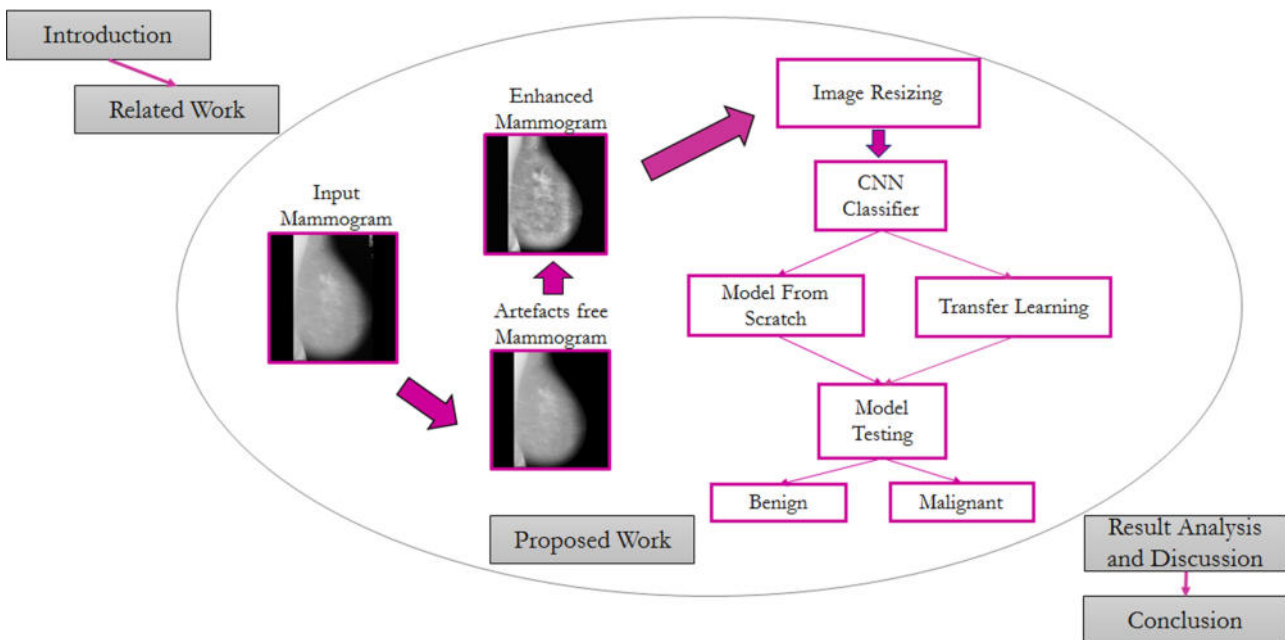 Introduction
Related Work
Input
Mammogram
Artefacts free
Mammogram
Enhanced
Mammogram
Image Resizing
CNN
Classifier
Model From
Scratch
Transfer Learning
Model
Testing
Benign
Malignant
Proposed Work
Result Analysis
and Discussion
Conclusion